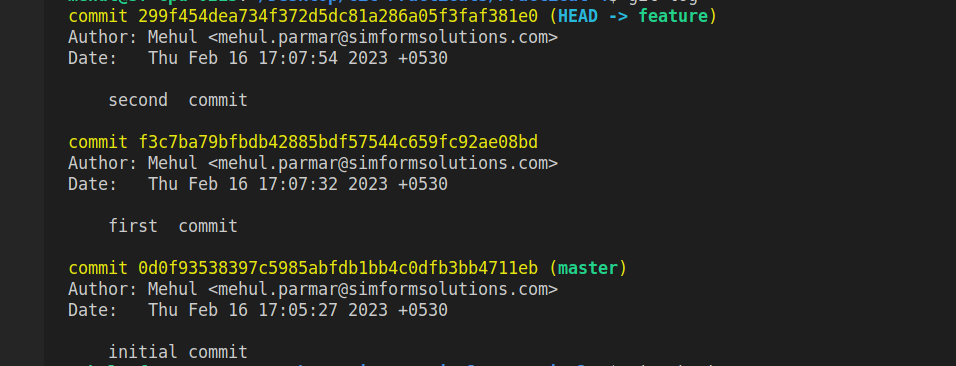 commit 299f454dea734f372d5dc81a286a05f3faf381e0 (HEAD -> feature)
Author: Mehul <mehul.parmar@simformsolutions.com>
Date:   Thu Feb 16 17:07:54 2023 +0530
second  commit
commit f3c7ba79bfbdb42885bdf57544c659fc92ae08bd
Author: Mehul <mehul.parmar@simformsolutions.com>
Date:   Thu Feb 16 17:07:32 2023 +0530
first  commit
commit 0d0f93538397c5985abfdb1bb4c0dfb3bb4711eb (master)
Author: Mehul <mehul.parmar@simformsolutions.com>
Date:   Thu Feb 16 17:05:27 2023 +0530
initial commit